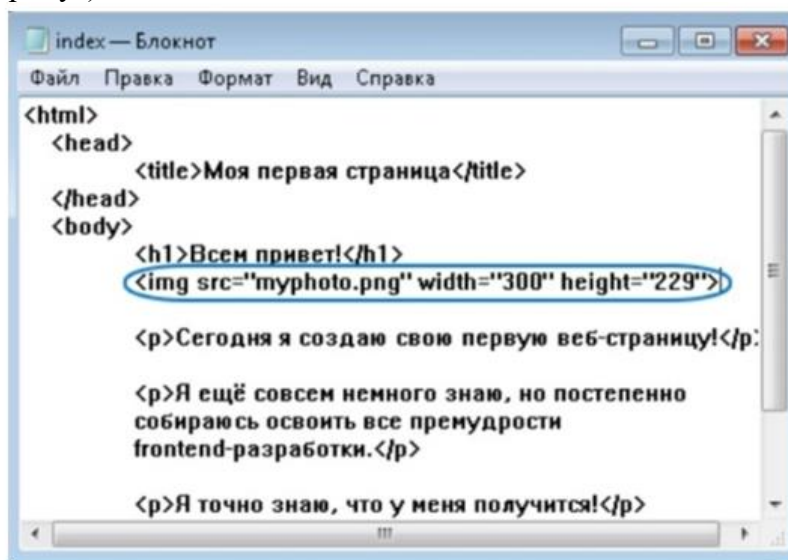 index — Блокнот
Файл Правка Формат Вид Справка
<html>
<head>
<title>Моя первая страница</title>
</head>
<body>
<h1>Всем привет!</h1>
<img src="myphoto.png" width="300" height="229">
<p>Сегодня я создаю свою первую веб-страницу!</p>
<p>Я ещё совсем немного знаю, но постепенно
собираюсь освоить все премудрости
frontend-разработки.</p>
<p>Я точно знаю, что у меня получится!</p>